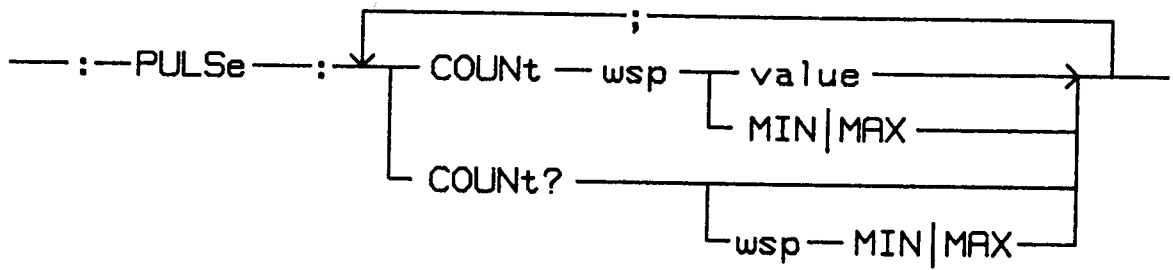 ;
:PULSe: COUNt wsp value
MIN|MAX
COUNt?
wsp MIN|MAX